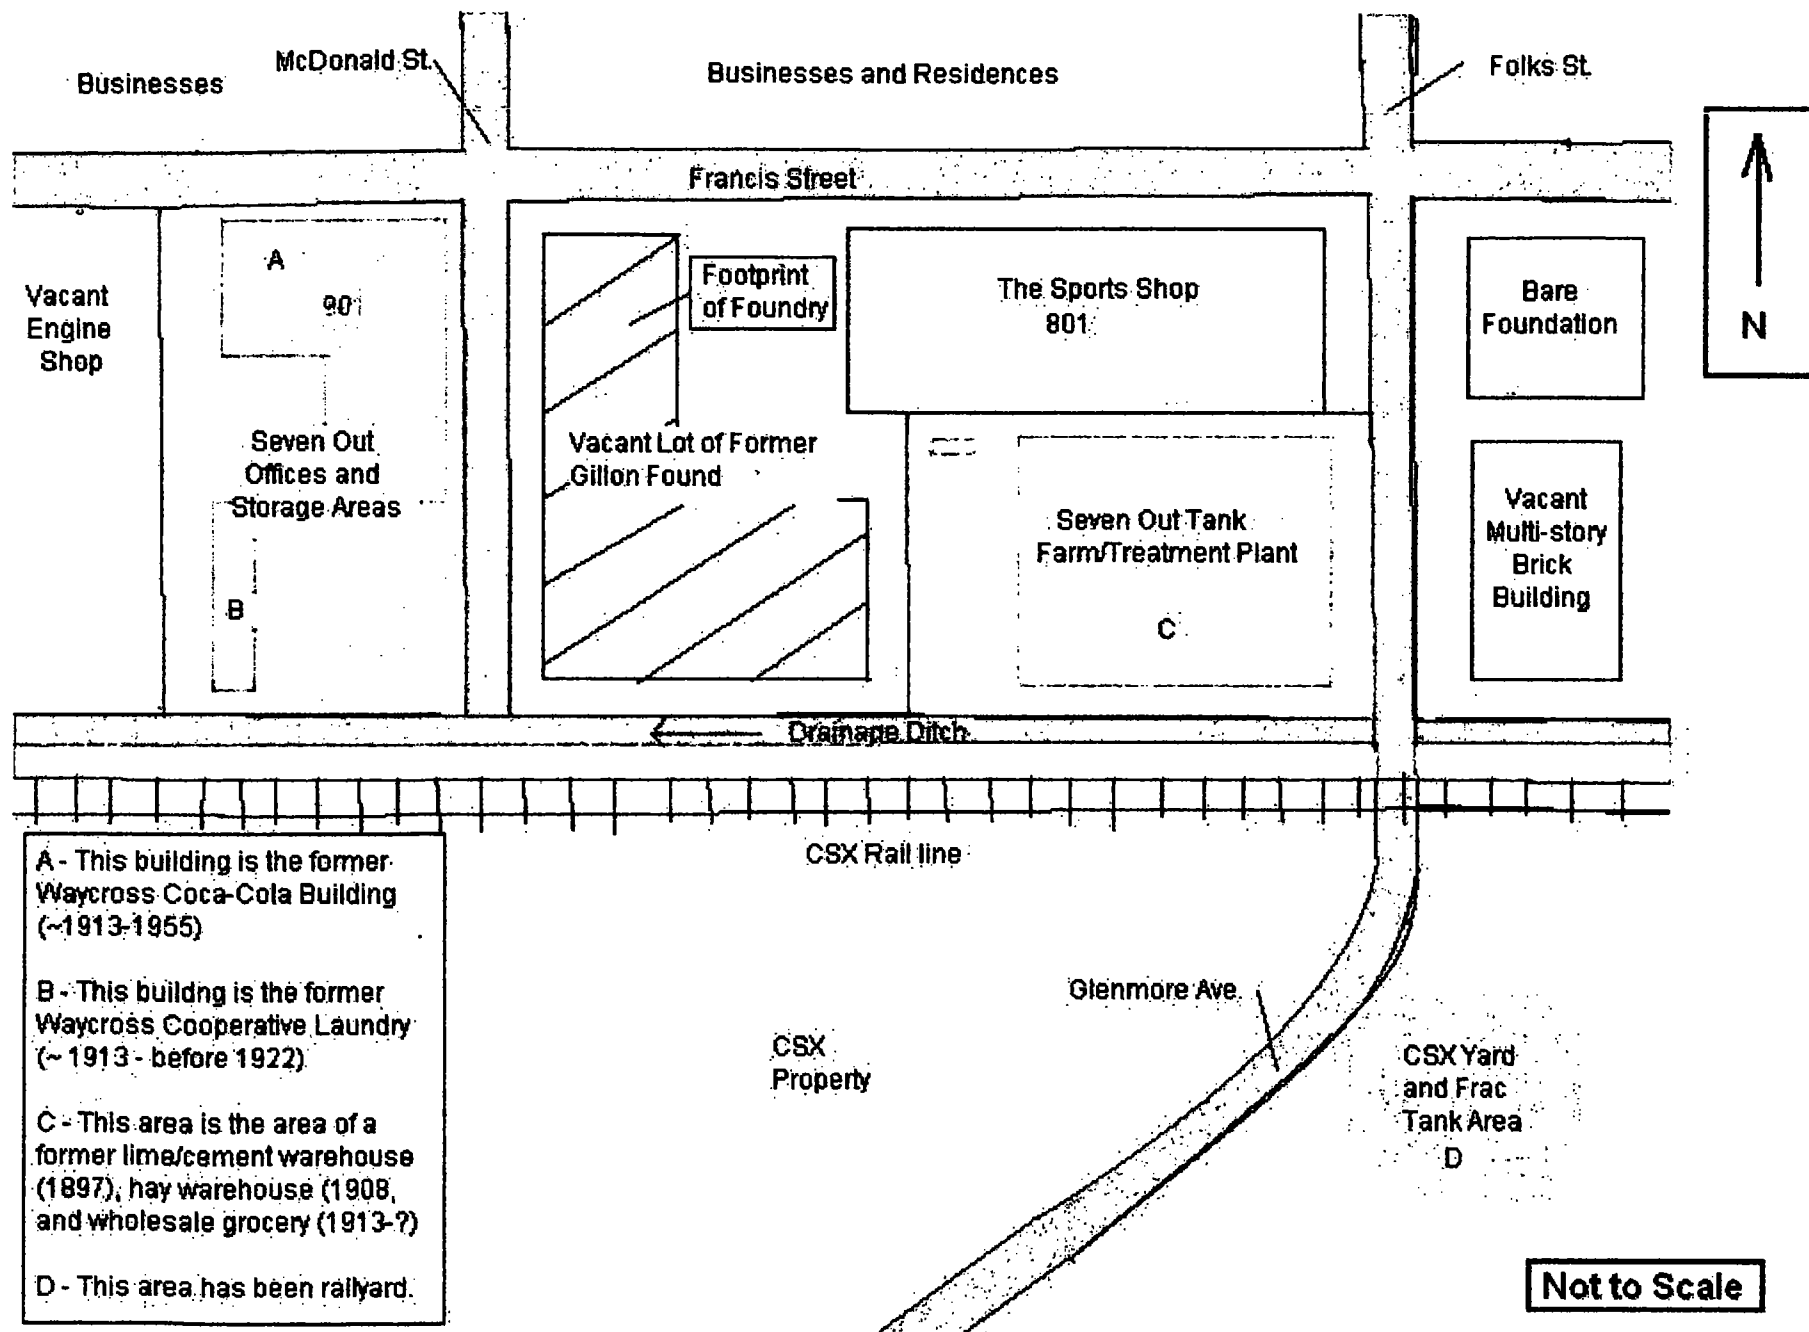 Businesses
McDonald St.
Businesses and Residences
Folks St.
Francis Street
N
A
901
Vacant
Engine
Shop
Footprint
of Foundry
The Sports Shop
801
Bare
Foundation
Seven Out
Offices and
Storage Areas
Vacant Lot of Former
Gillon Found
Seven Out Tank
Farm/Treatment Plant
C
Vacant
Multi-story
Brick
Building
B
Drainage Ditch
CSX Rail line
A - This building is the former
Waycross Coca-Cola Building
(~1913-1955)
B - This buildng is the former
Waycross Cooperative Laundry
(~ 1913 - before 1922)
C - This area is the area of a
former lime/cement warehouse
(1897), hay warehouse (1908,
and wholesale grocery (1913-?)
D - This area has been railyard.
Glenmore Ave.
CSX
Property
CSX Yard
and Frac
Tank Area
D
Not to Scale